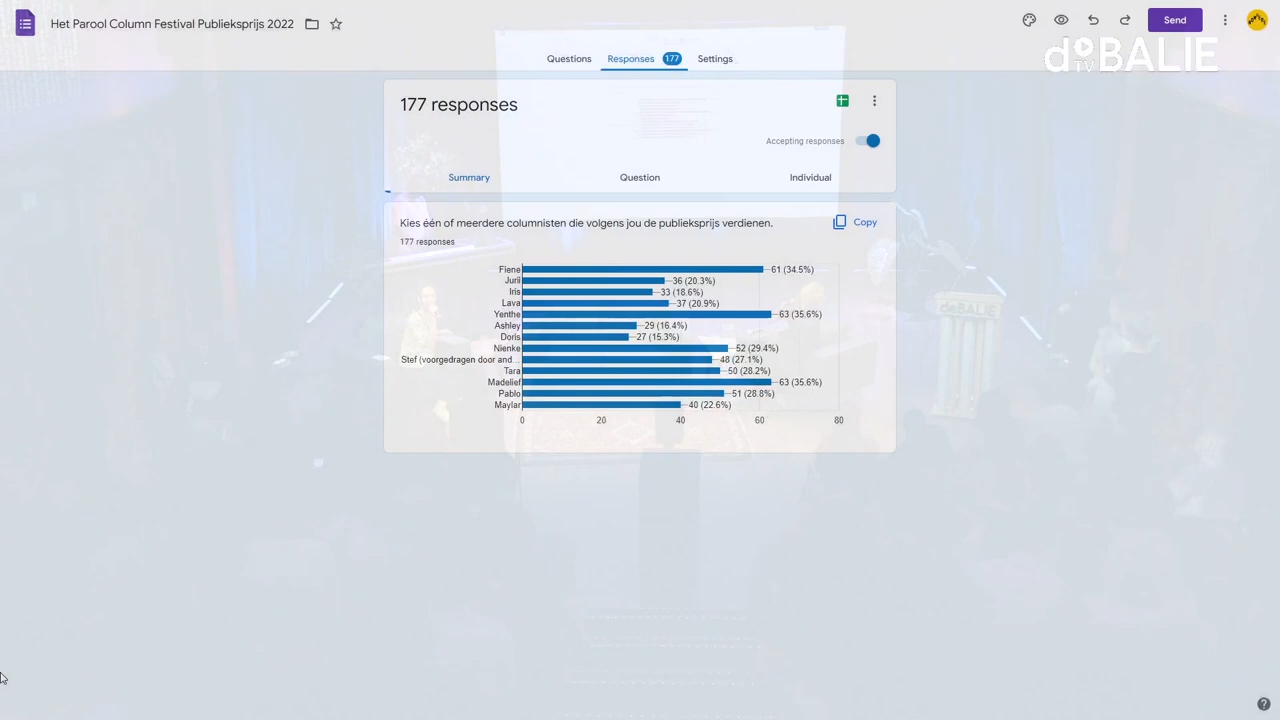 Het Parool Column Festival Publieksprijs 2022
Send
deBALIE
TV
Questions
Responses 177
Settings
177 responses
Accepting responses
Summary
Question
Individual
Kies één of meerdere columnisten die volgens jou de publieksprijs verdienen.
Copy
177 responses
Fiene 61 (34.5%)
Jurii 36 (20.3%)
Iris 33 (18.6%)
Lava 37 (20.9%)
Yenthe 63 (35.6%)
Ashley 29 (16.4%)
Doris 27 (15.3%)
Nienke 52 (29.4%)
Stef (voorgedragen door and... 48 (27.1%)
Tara 50 (28.2%)
Madelief 63 (35.6%)
Pablo 51 (28.8%)
Maylar 40 (22.6%)
0 20 40 60 80
deBALIE